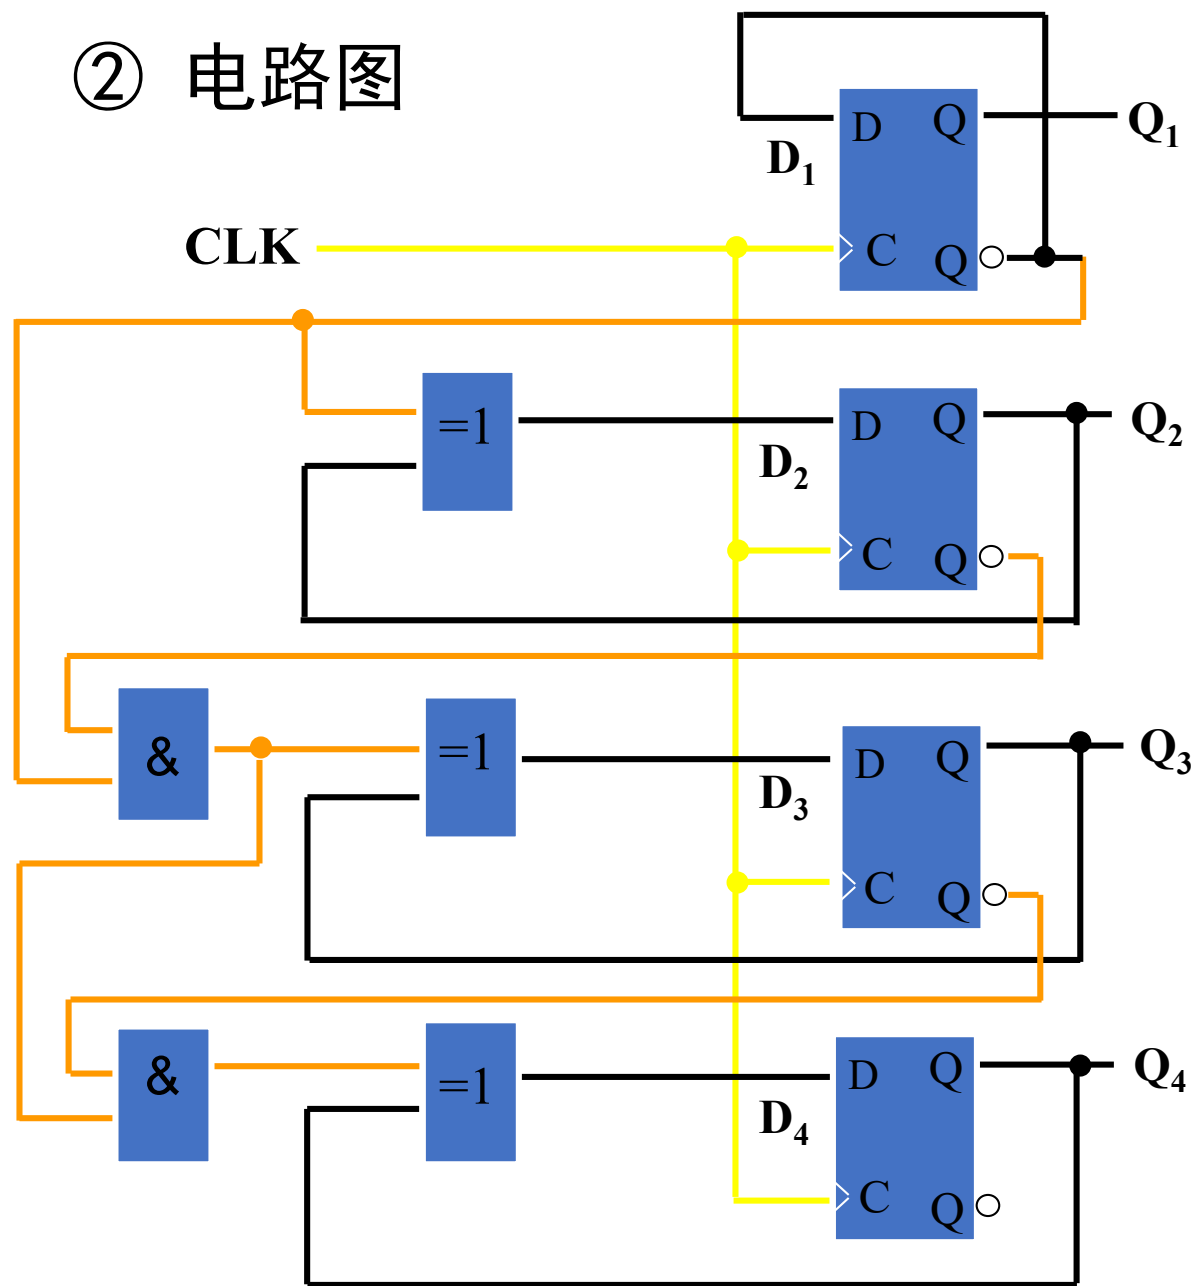 ② 电路图
D Q Q₁
D₁
CLK
C Q
=1
D Q Q₂
D₂
C Q
&
=1
D Q Q₃
D₃
C Q
&
=1
D Q Q₄
D₄
C Q